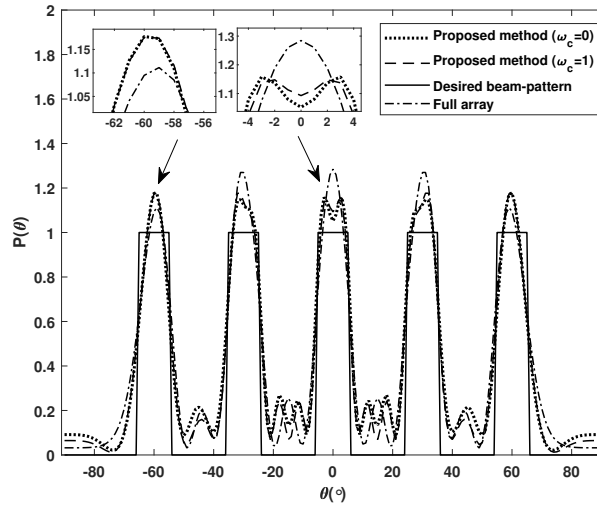 2
1.8
1.6
1.4
1.2
1
0.8
0.6
0.4
0.2
0
P(θ)
-80 -60 -40 -20 0 20 40 60 80
θ(°)
1.15
1.1
1.05
-62 -60 -58 -56
1.3
1.2
1.1
-4 -2 0 2 4
Proposed method (ω_c=0)
Proposed method (ω_c=1)
Desired beam-pattern
Full array